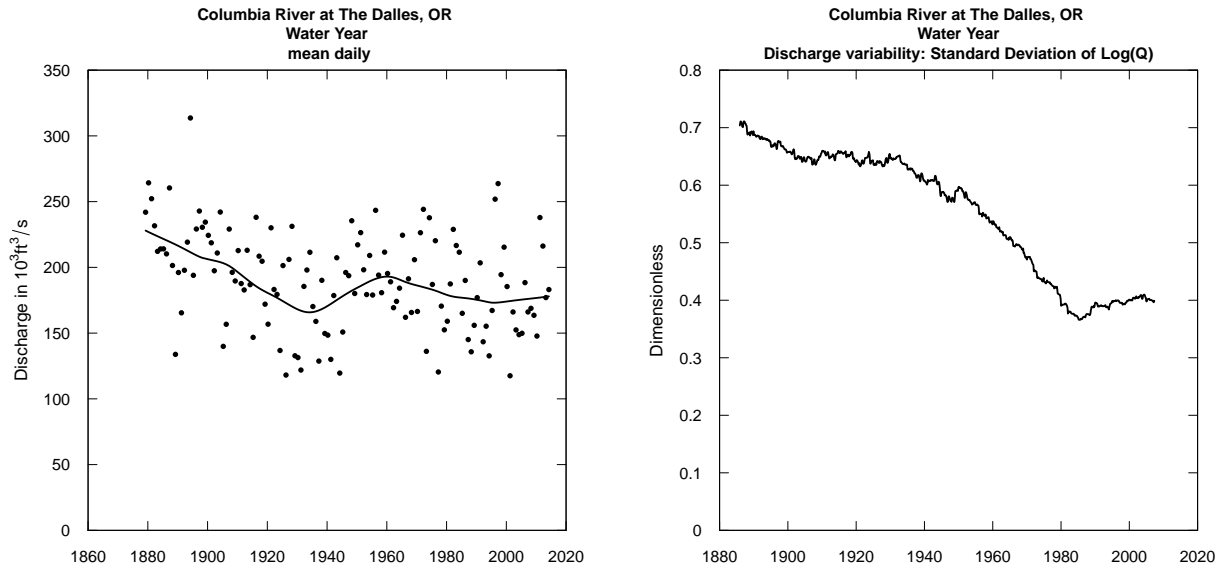 Columbia River at The Dalles, OR
Water Year
mean daily
Discharge in 10³ft³/s
350
300
250
200
150
100
50
0
1860 1880 1900 1920 1940 1960 1980 2000 2020
Columbia River at The Dalles, OR
Water Year
Discharge variability: Standard Deviation of Log(Q)
Dimensionless
0.8
0.7
0.6
0.5
0.4
0.3
0.2
0.1
0
1880 1900 1920 1940 1960 1980 2000 2020